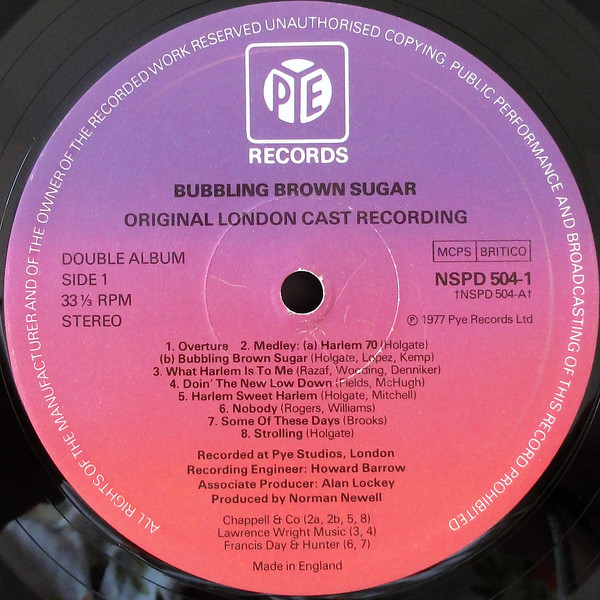 ALL RIGHTS OF THE MANUFACTURER AND OF THE OWNER OF THE RECORDED WORK RESERVED UNAUTHORISED COPYING, PUBLIC PERFORMANCE AND BROADCASTING OF THIS RECORD PROHIBITED
PYE
RECORDS
BUBBLING BROWN SUGAR
ORIGINAL LONDON CAST RECORDING
DOUBLE ALBUM
SIDE 1
33⅓ RPM
STEREO
MCPS BRITICO
NSPD 504-1
†NSPD 504-A†
℗ 1977 Pye Records Ltd
1. Overture 2. Medley: (a) Harlem 70 (Holgate)
(b) Bubbling Brown Sugar (Holgate, Lopez, Kemp)
3. What Harlem Is To Me (Razaf, Wooding, Denniker)
4. Doin' The New Low Down (Fields, McHugh)
5. Harlem Sweet Harlem (Holgate, Mitchell)
6. Nobody (Rogers, Williams)
7. Some Of These Days (Brooks)
8. Strolling (Holgate)
Recorded at Pye Studios, London
Recording Engineer: Howard Barrow
Associate Producer: Alan Lockey
Produced by Norman Newell
Chappell & Co (2a, 2b, 5, 8)
Lawrence Wright Music (3, 4)
Francis Day & Hunter (6, 7)
Made in England